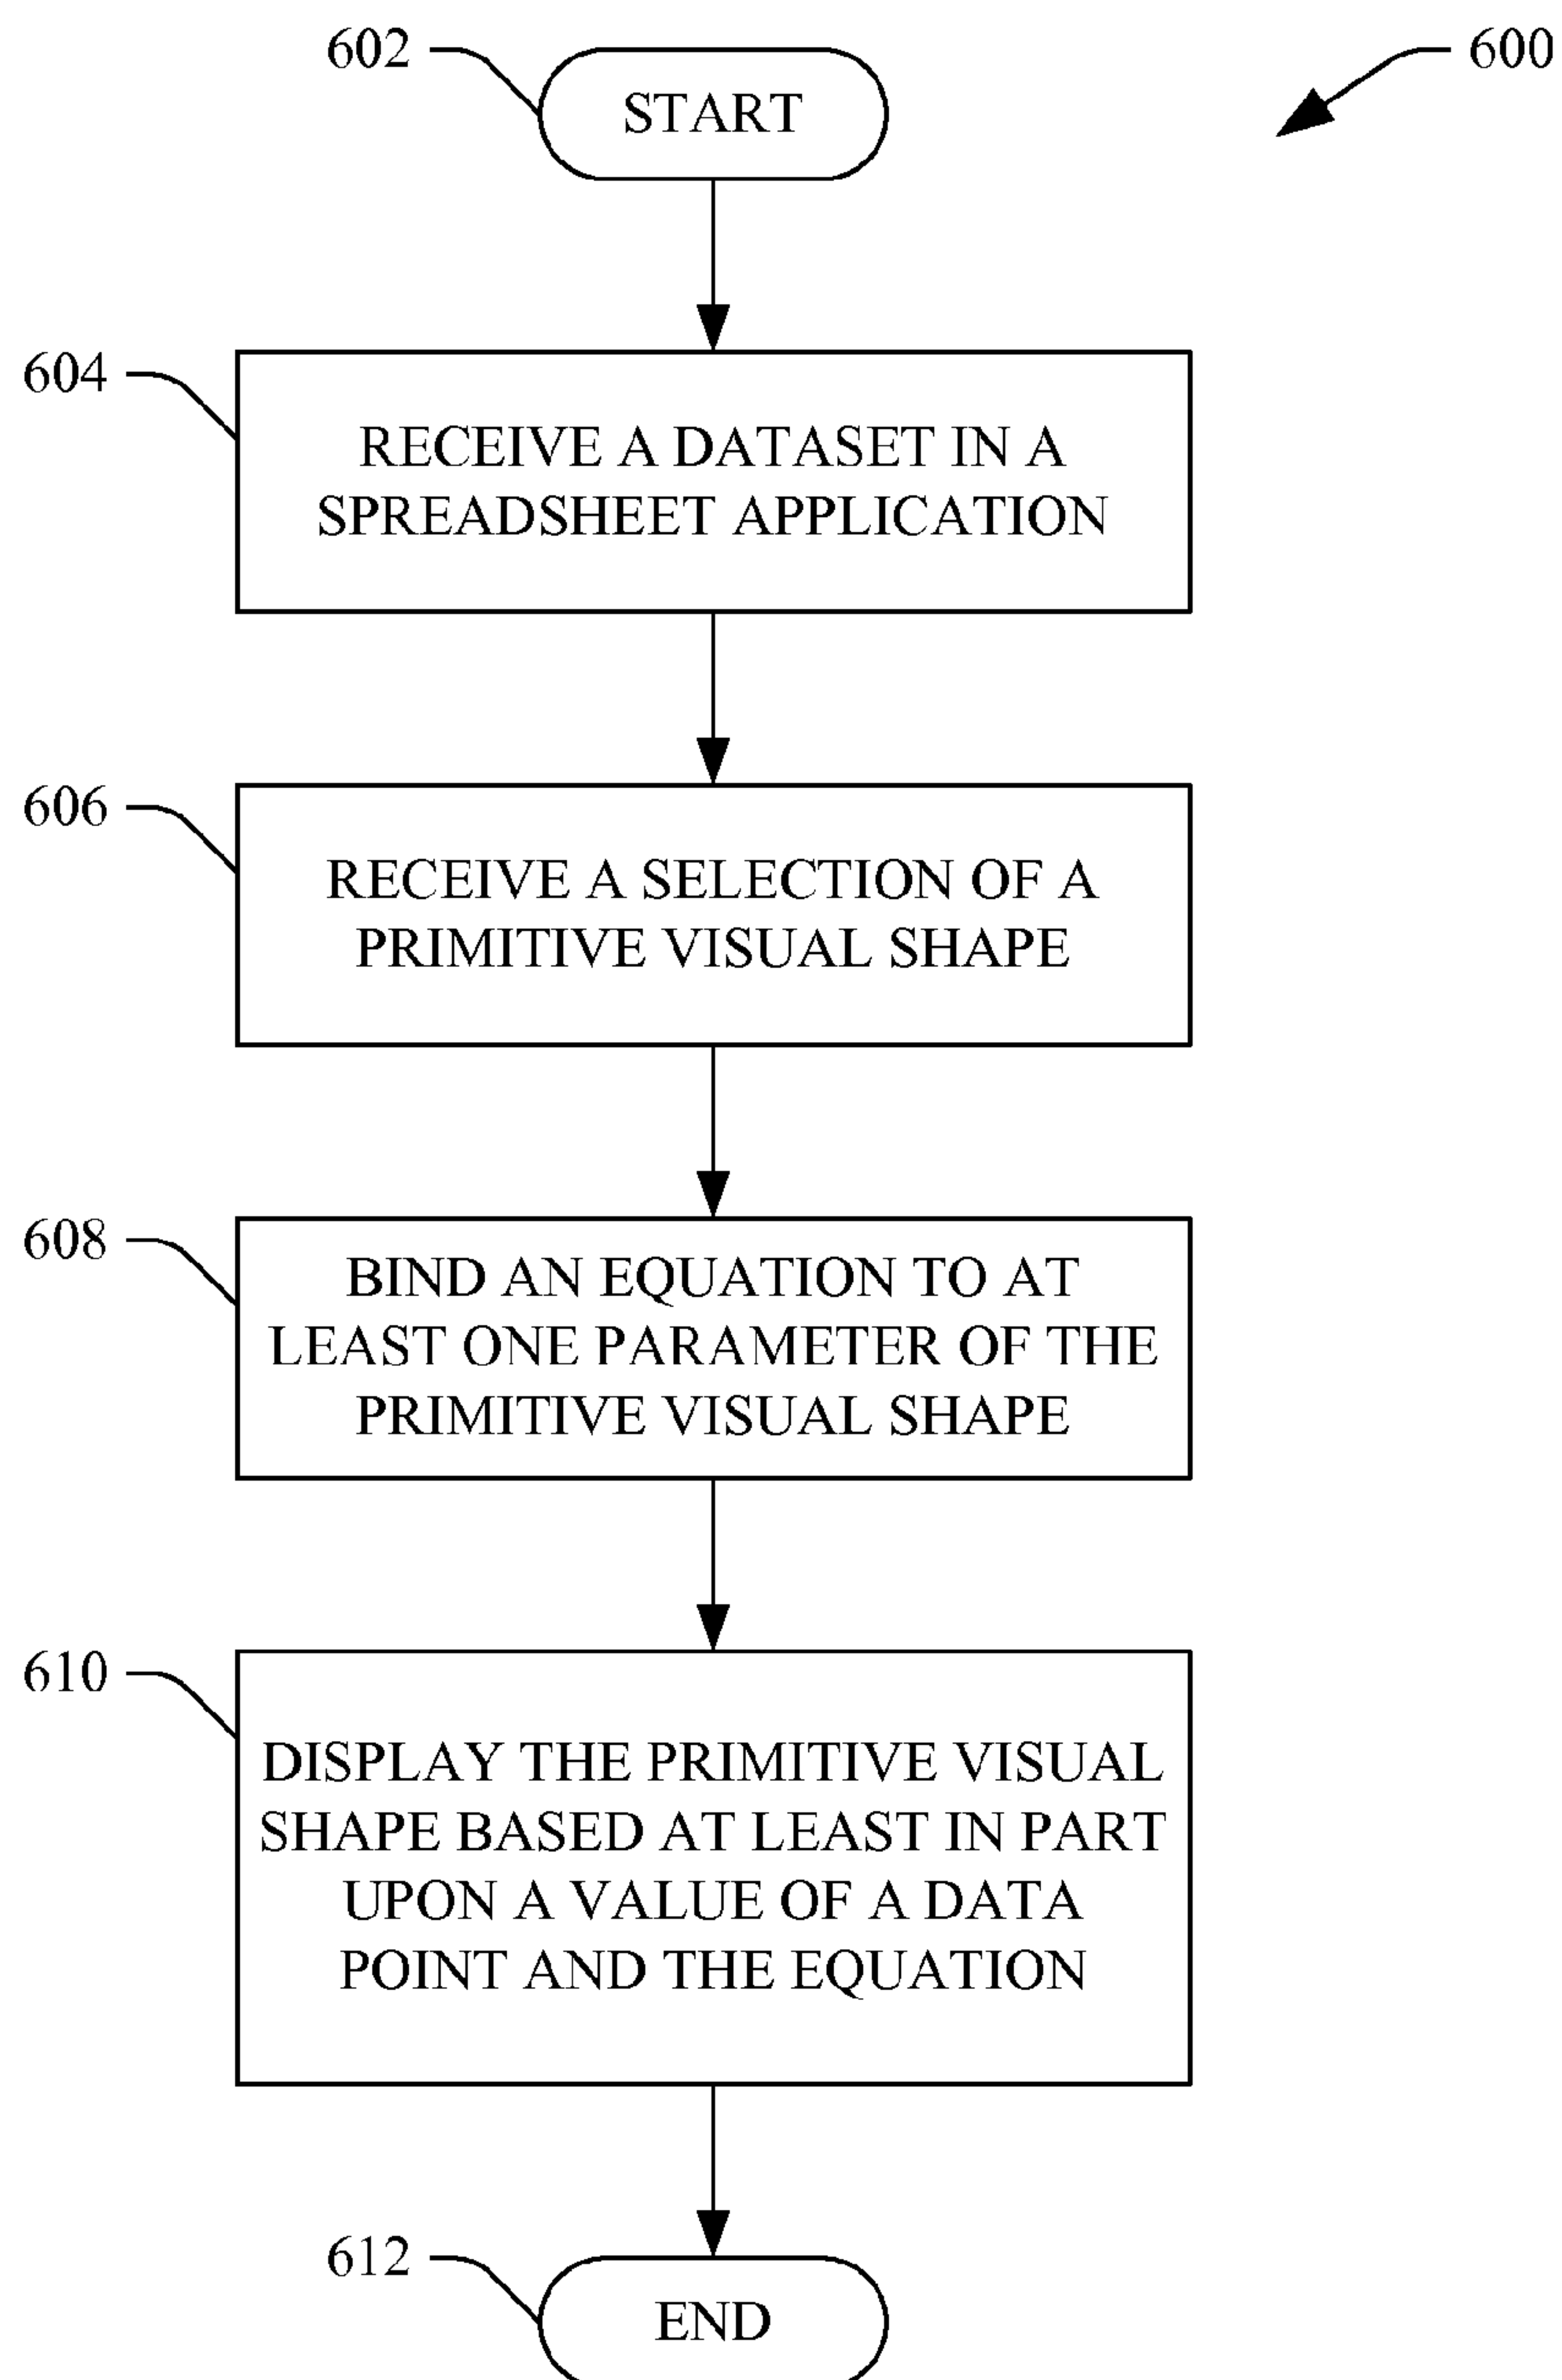 602
START
600
604
RECEIVE A DATASET IN A
SPREADSHEET APPLICATION
606
RECEIVE A SELECTION OF A
PRIMITIVE VISUAL SHAPE
608
BIND AN EQUATION TO AT
LEAST ONE PARAMETER OF THE
PRIMITIVE VISUAL SHAPE
610
DISPLAY THE PRIMITIVE VISUAL
SHAPE BASED AT LEAST IN PART
UPON A VALUE OF A DATA
POINT AND THE EQUATION
612
END